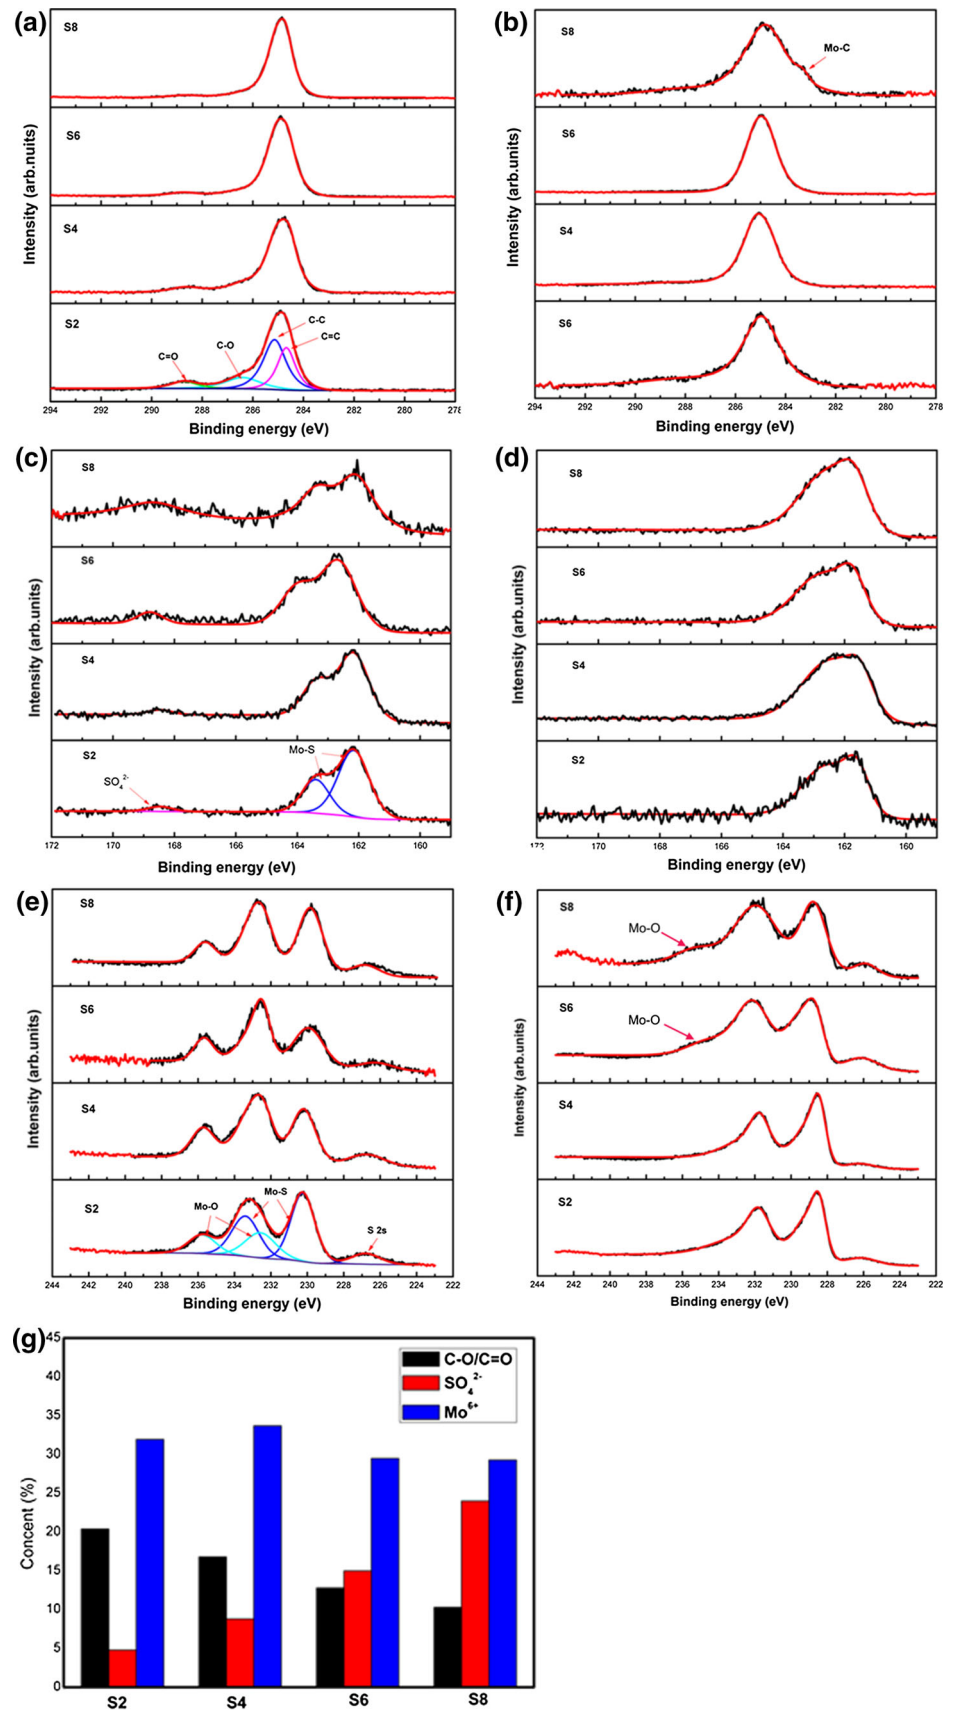 (a)
S8
S6
S4
S2
C=O
C-O
C-C
C=C
Intensity (arb.nuits)
294 292 290 288 286 284 282 280 278
Binding energy (eV)
(b)
S8
Mo-C
S6
S4
S6
Intensity (arb.units)
294 292 290 288 286 284 282 280 278
Binding energy (eV)
(c)
S8
S6
S4
S2
SO₄²⁻
Mo-S
Intensity (arb.units)
172 170 168 166 164 162 160
Binding energy (eV)
(d)
S8
S6
S4
S2
Intensity (arb.units)
170 168 166 164 162 160
Binding energy (eV)
(e)
S8
S6
S4
S2
Mo-O
Mo-S
S 2s
Intensity (arb.units)
244 242 240 238 236 234 232 230 228 226 224 222
Binding energy (eV)
(f)
S8
Mo-O
S6
Mo-O
S4
S2
Intensity (arb.units)
244 242 240 238 236 234 232 230 228 226 224 222
Binding energy (eV)
(g)
45
40
35
30
25
20
15
10
5
0
Concent (%)
C-O/C=O
SO₄²⁻
Mo⁶⁺
S2 S4 S6 S8